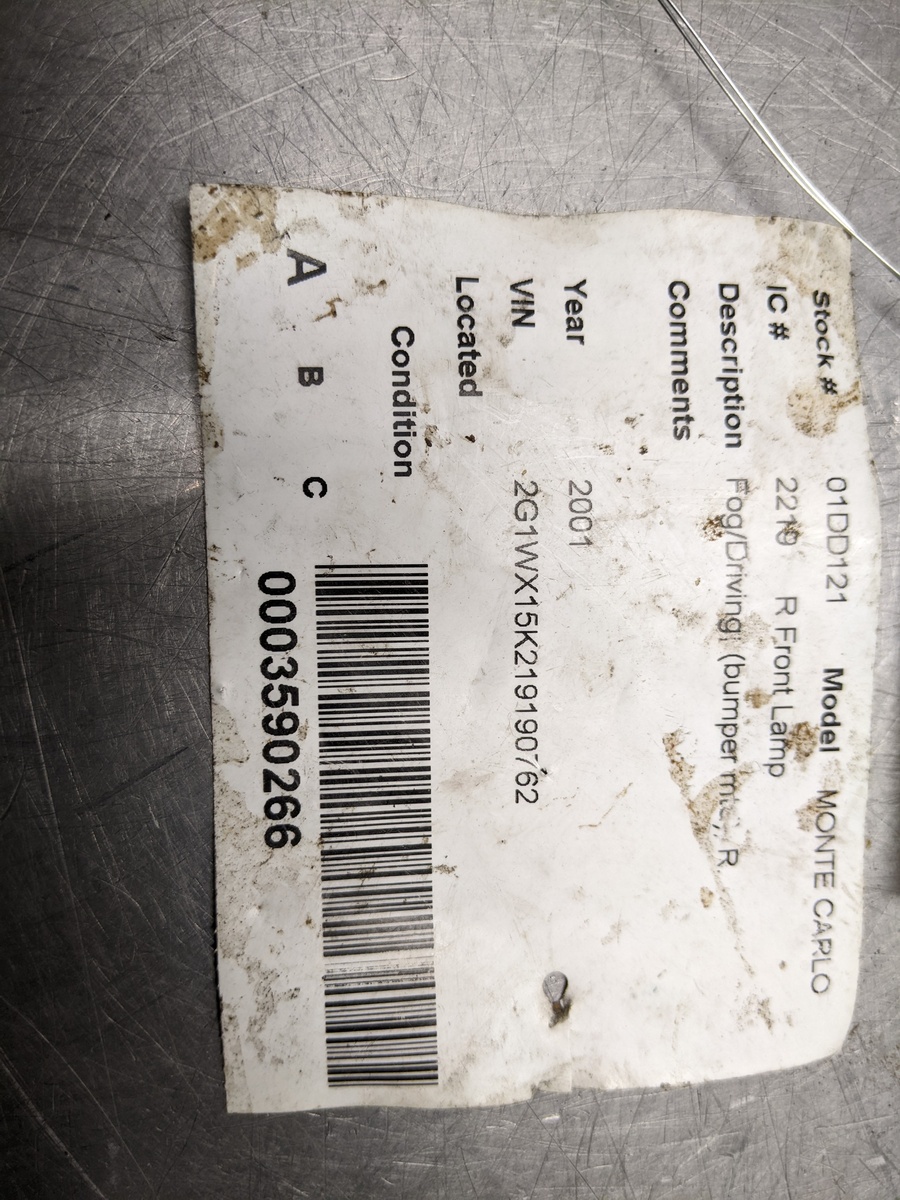 Stock # 01DD121 Model MONTE CARLO
IC # R Front Lamp
Description Fog/Driving; (bumper mtd), R
Comments
Year 2001
VIN 2G1WX15K219190762
Located
Condition
A B C
0003590266